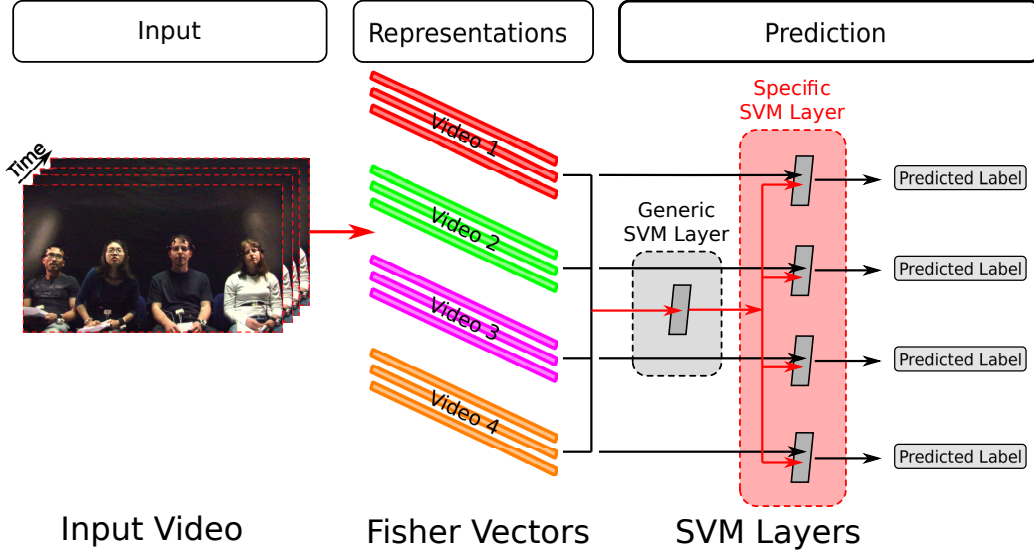 Input
Representations
Prediction
Time
Video 1
Video 2
Video 3
Video 4
Generic
SVM Layer
Specific
SVM Layer
Predicted Label
Predicted Label
Predicted Label
Predicted Label
Input Video
Fisher Vectors
SVM Layers